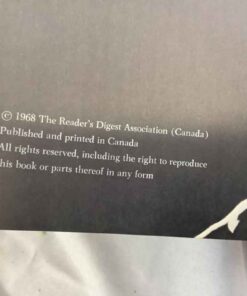 © 1968 The Reader's Digest Association (Canada)
Published and printed in Canada
All rights reserved, including the right to reproduce
this book or parts thereof in any form